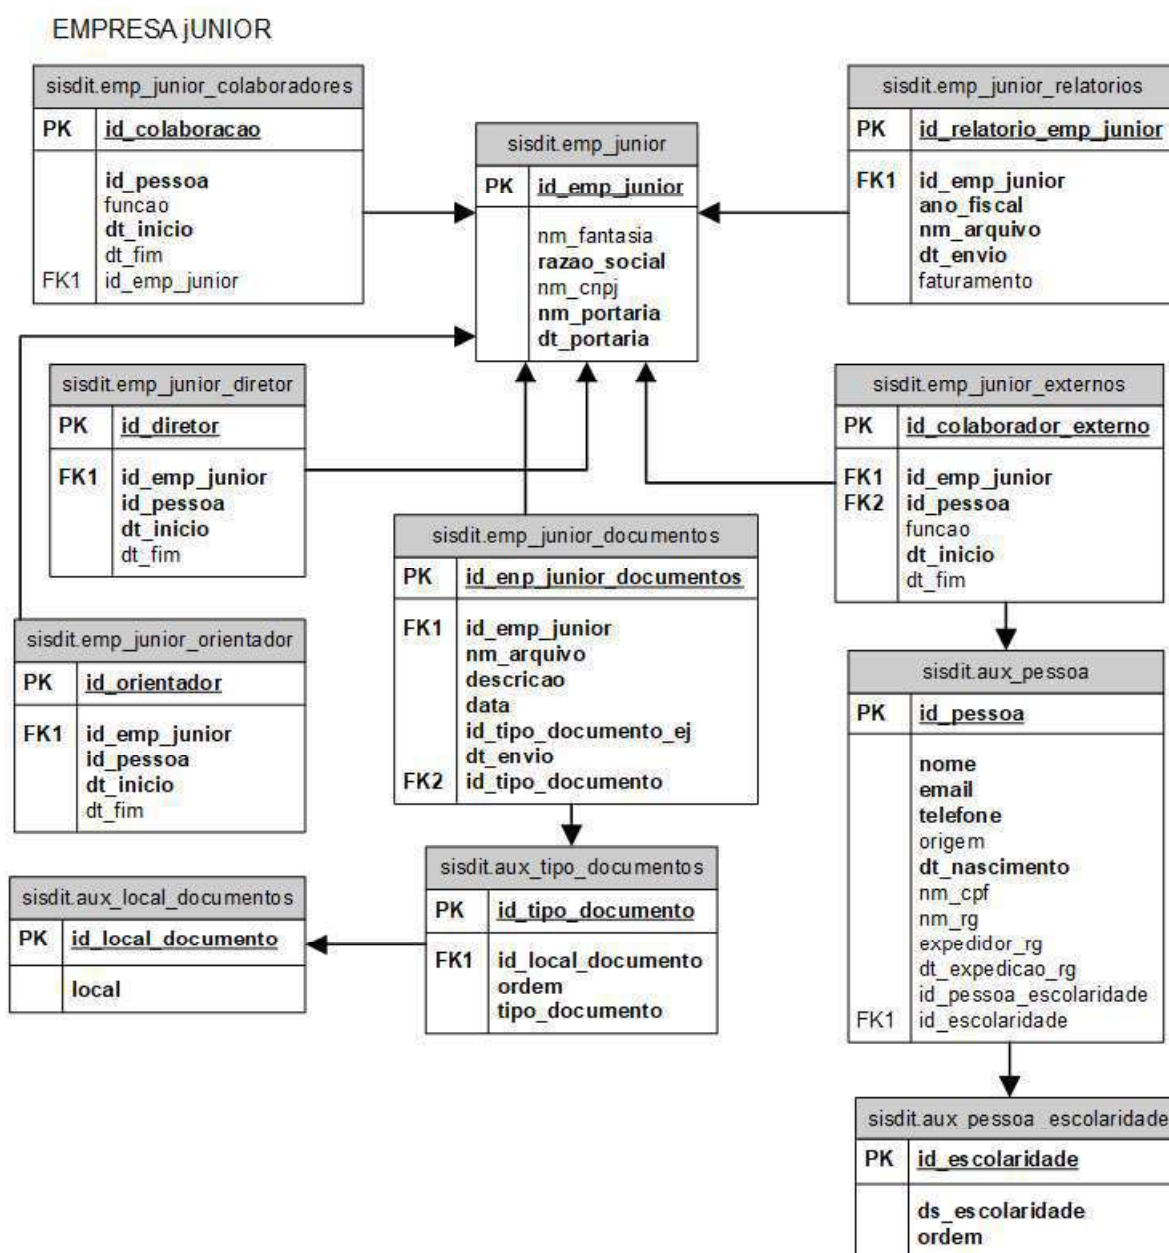 EMPRESA jUNIOR
sisdit.emp_junior_colaboradores
PK id_colaboracao
id_pessoa
funcao
dt_inicio
dt_fim
FK1 id_emp_junior
sisdit.emp_junior
PK id_emp_junior
nm_fantasia
razao_social
nm_cnpj
nm_portaria
dt_portaria
sisdit.emp_junior_relatorios
PK id_relatorio_emp_junior
FK1 id_emp_junior
ano_fiscal
nm_arquivo
dt_envio
faturamento
sisdit.emp_junior_diretor
PK id_diretor
FK1 id_emp_junior
id_pessoa
dt_inicio
dt_fim
sisdit.emp_junior_externos
PK id_colaborador_externo
FK1 id_emp_junior
FK2 id_pessoa
funcao
dt_inicio
dt_fim
sisdit.emp_junior_documentos
PK id_enp_junior_documentos
FK1 id_emp_junior
nm_arquivo
descricao
data
id_tipo_documento_ej
dt_envio
FK2 id_tipo_documento
sisdit.emp_junior_orientador
PK id_orientador
FK1 id_emp_junior
id_pessoa
dt_inicio
dt_fim
sisdit.aux_pessoa
PK id_pessoa
nome
email
telefone
origem
dt_nascimento
nm_cpf
nm_rg
expedidor_rg
dt_expedicao_rg
id_pessoa_escolaridade
FK1 id_escolaridade
sisdit.aux_tipo_documentos
PK id_tipo_documento
FK1 id_local_documento
ordem
tipo_documento
sisdit.aux_local_documentos
PK id_local_documento
local
sisdit.aux_pessoa_escolaridade
PK id_escolaridade
ds_escolaridade
ordem